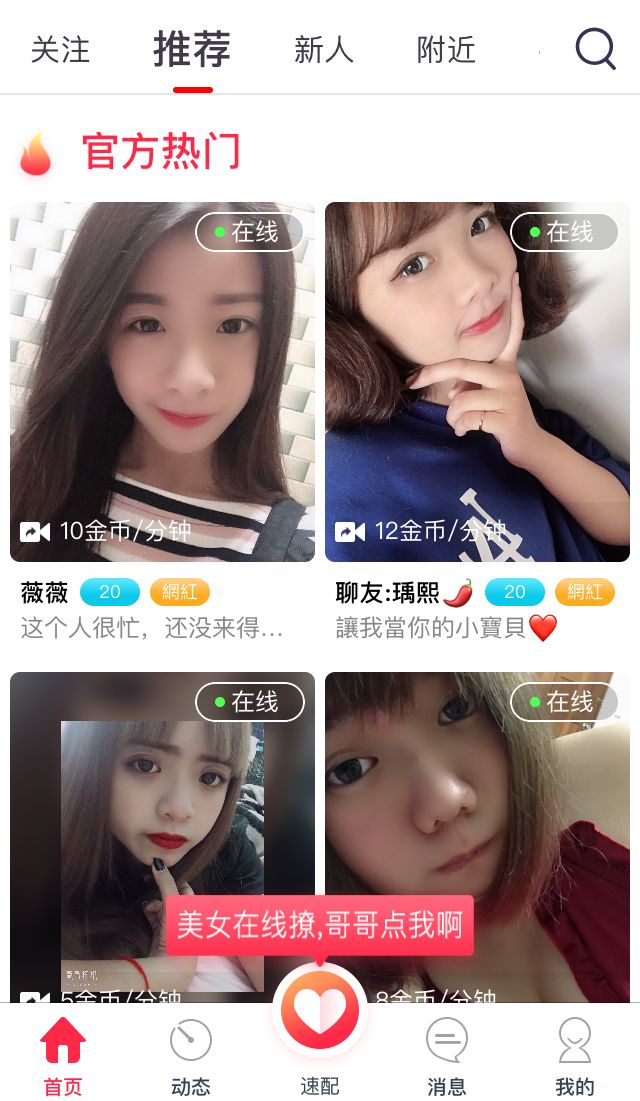 关注 推荐 新人 附近
官方热门
在线 在线
10金币/分钟 12金币/分钟
薇薇 20 網紅 聊友:瑀熙🌶️ 20 網紅
这个人很忙，还没来得... 讓我當你的小寶貝❤️
在线 在线
美女在线撩,哥哥点我啊
5金币/分钟 8金币/分钟
首页 动态 速配 消息 我的